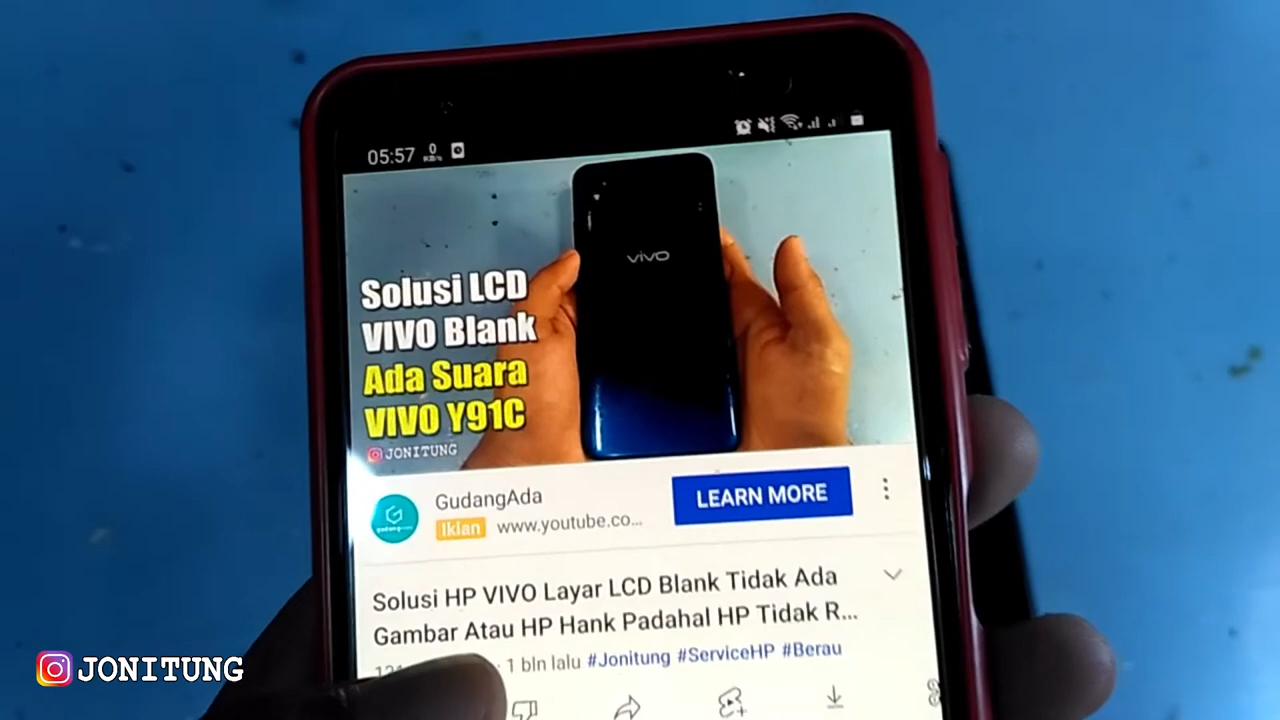 05:57
0
KB/s
vivo
Solusi LCD
VIVO Blank
Ada Suara
VIVO Y91C
JONITUNG
GudangAda
Iklan www.youtube.co...
LEARN MORE
Solusi HP VIVO Layar LCD Blank Tidak Ada
Gambar Atau HP Hank Padahal HP Tidak R...
1 bln lalu #Jonitung #ServiceHP #Berau
JONITUNG